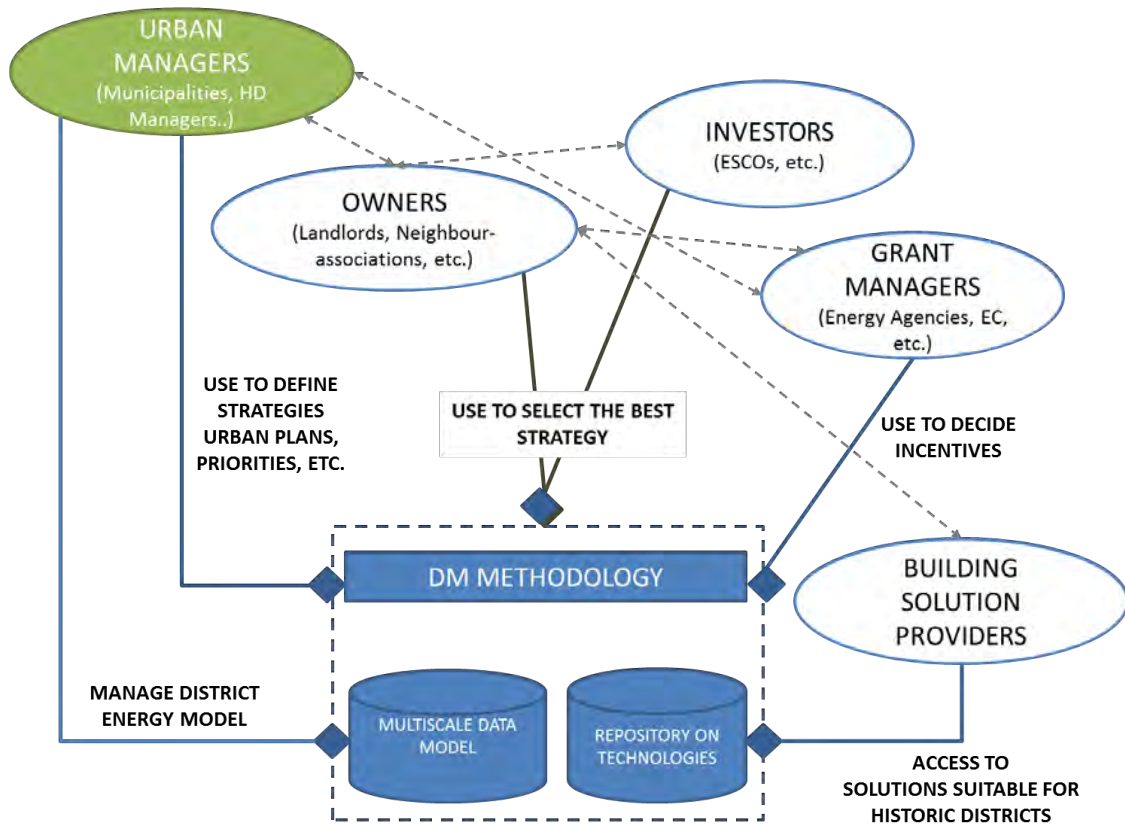 URBAN
MANAGERS
(Municipalities, HD
Managers..)
INVESTORS
(ESCOs, etc.)
OWNERS
(Landlords, Neighbour-
associations, etc.)
GRANT
MANAGERS
(Energy Agencies, EC,
etc.)
USE TO DEFINE
STRATEGIES
URBAN PLANS,
PRIORITIES, ETC.
USE TO SELECT THE BEST
STRATEGY
USE TO DECIDE
INCENTIVES
DM METHODOLOGY
BUILDING
SOLUTION
PROVIDERS
MANAGE DISTRICT
ENERGY MODEL
MULTISCALE DATA
MODEL
REPOSITORY ON
TECHNOLOGIES
ACCESS TO
SOLUTIONS SUITABLE FOR
HISTORIC DISTRICTS